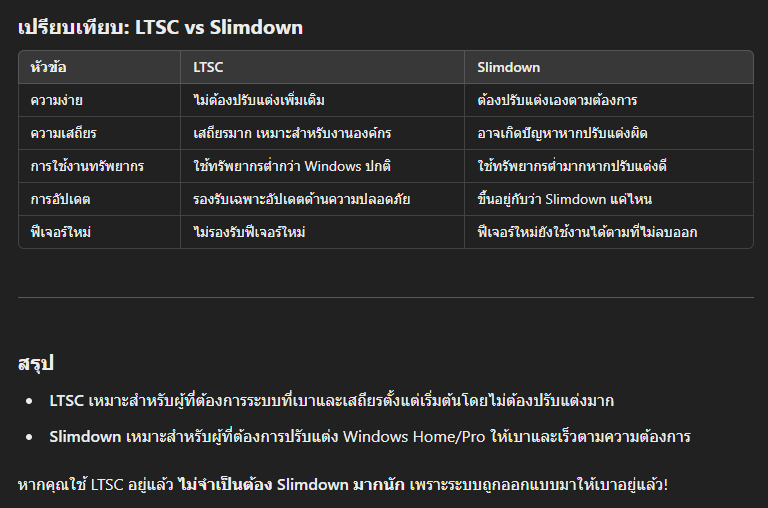 เปรียบเทียบ: LTSC vs Slimdown
หัวข้อ LTSC Slimdown
ความง่าย ไม่ต้องปรับแต่งเพิ่มเติม ต้องปรับแต่งเองตามต้องการ
ความเสถียร เสถียรมาก เหมาะสำหรับงานองค์กร อาจเกิดปัญหาหากปรับแต่งผิด
การใช้งานทรัพยากร ใช้ทรัพยากรต่ำกว่า Windows ปกติ ใช้ทรัพยากรต่ำมากหากปรับแต่งดี
การอัปเดต รองรับเฉพาะอัปเดตด้านความปลอดภัย ขึ้นอยู่กับว่า Slimdown แค่ไหน
ฟีเจอร์ใหม่ ไม่รองรับฟีเจอร์ใหม่ ฟีเจอร์ใหม่ยังใช้งานได้ตามที่ไม่ลบออก
สรุป
• LTSC เหมาะสำหรับผู้ที่ต้องการระบบที่เบาและเสถียรตั้งแต่เริ่มต้นโดยไม่ต้องปรับแต่งมาก
• Slimdown เหมาะสำหรับผู้ที่ต้องการปรับแต่ง Windows Home/Pro ให้เบาและเร็วตามความต้องการ
หากคุณใช้ LTSC อยู่แล้ว ไม่จำเป็นต้อง Slimdown มากนัก เพราะระบบถูกออกแบบมาให้เบาอยู่แล้ว!